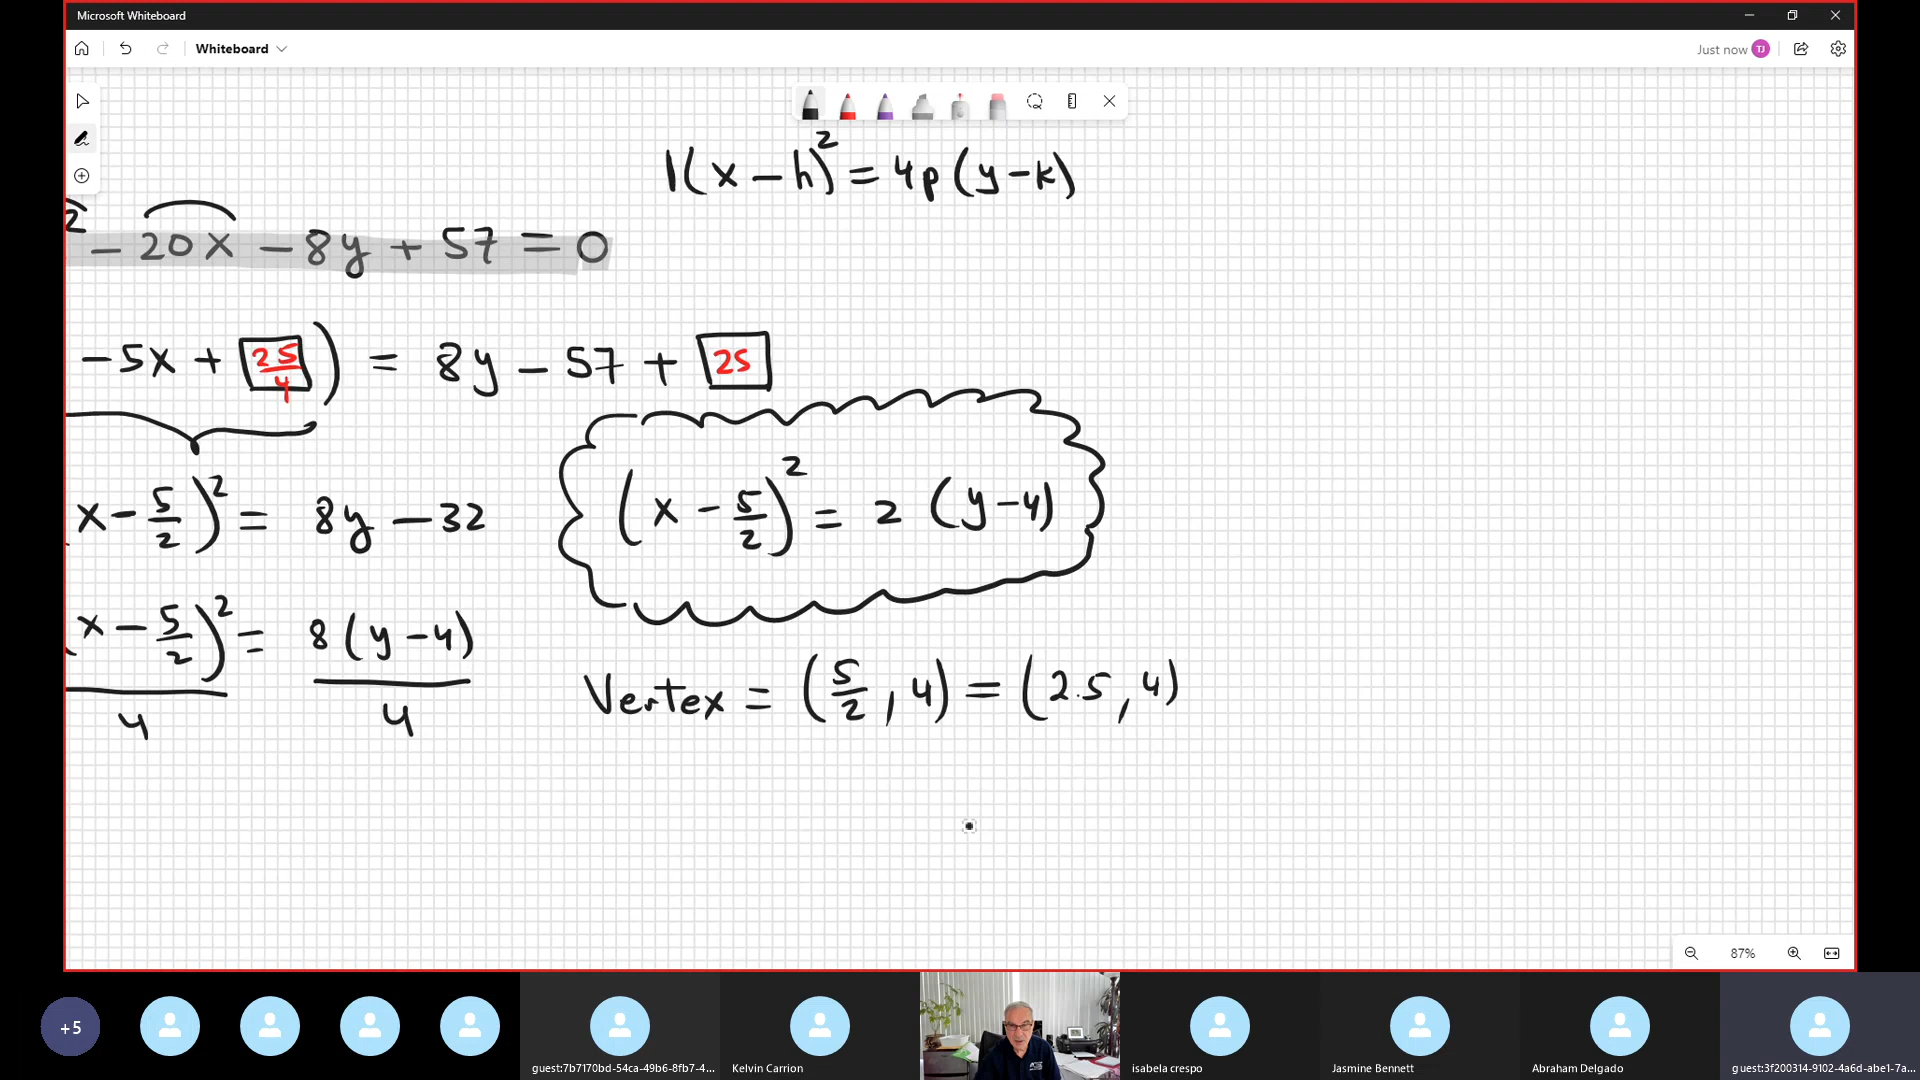 Microsoft Whiteboard
Whiteboard
Just now TJ
1(x – h)² = 4p (y – k)
2 – 20x – 8y + 57 = 0
– 5x + 25/4 ) = 8y – 57 + 25
x – 5/2 )² = 8y – 32
( x – 5/2 )² = 2 (y – 4)
(x – 5/2 )² / 4 = 8 (y – 4) / 4
Vertex = ( 5/2 , 4) = ( 2.5 , 4)
87%
+5
guest:7b7170bd-54ca-49b6-8fb7-4...
Kelvin Carrion
isabela crespo
Jasmine Bennett
Abraham Delgado
guest:3f200314-9102-4a6d-abe1-7a...